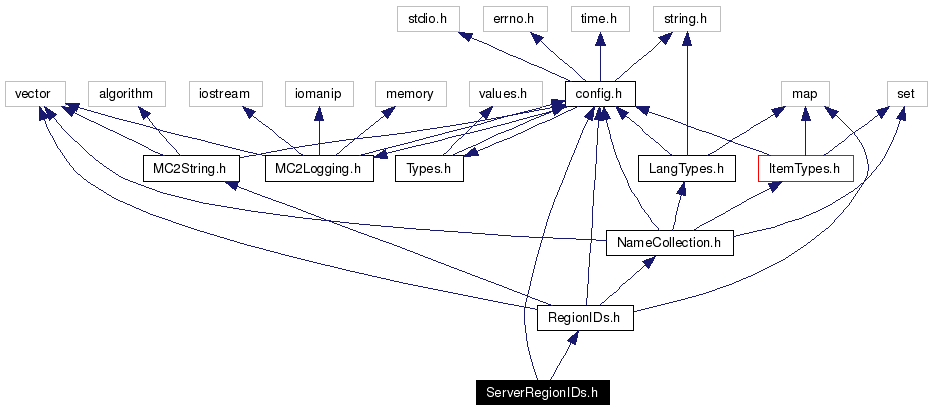 stdio.h errno.h time.h string.h
vector algorithm iostream iomanip memory values.h config.h map set
MC2String.h MC2Logging.h Types.h LangTypes.h ItemTypes.h
NameCollection.h
RegionIDs.h
ServerRegionIDs.h